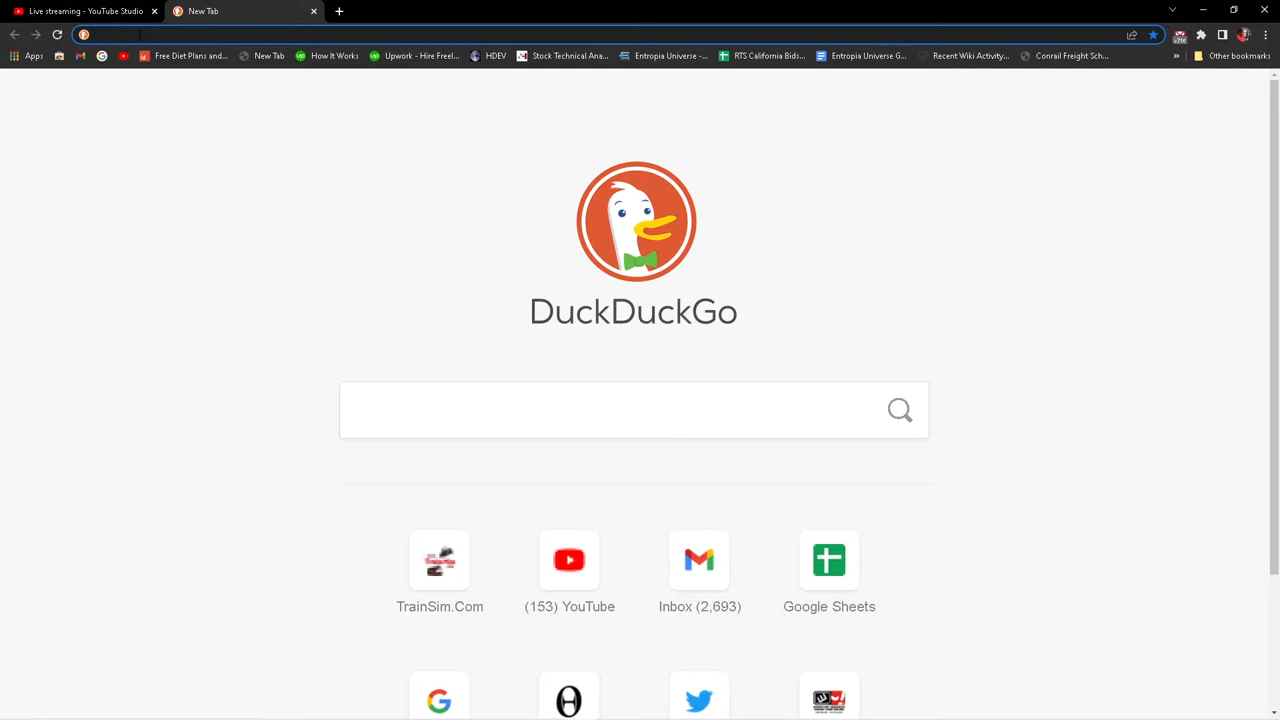 Live streaming - YouTube Studio New Tab
Apps Free Diet Plans and... New Tab How It Works Upwork - Hire Freel... HDEV Stock Technical Ana... Entropia Universe -... RTS California Bids... Entropia Universe G... Recent Wiki Activity... Conrail Freight Sch... » Other bookmarks
DuckDuckGo
TrainSim.Com (153) YouTube Inbox (2,693) Google Sheets